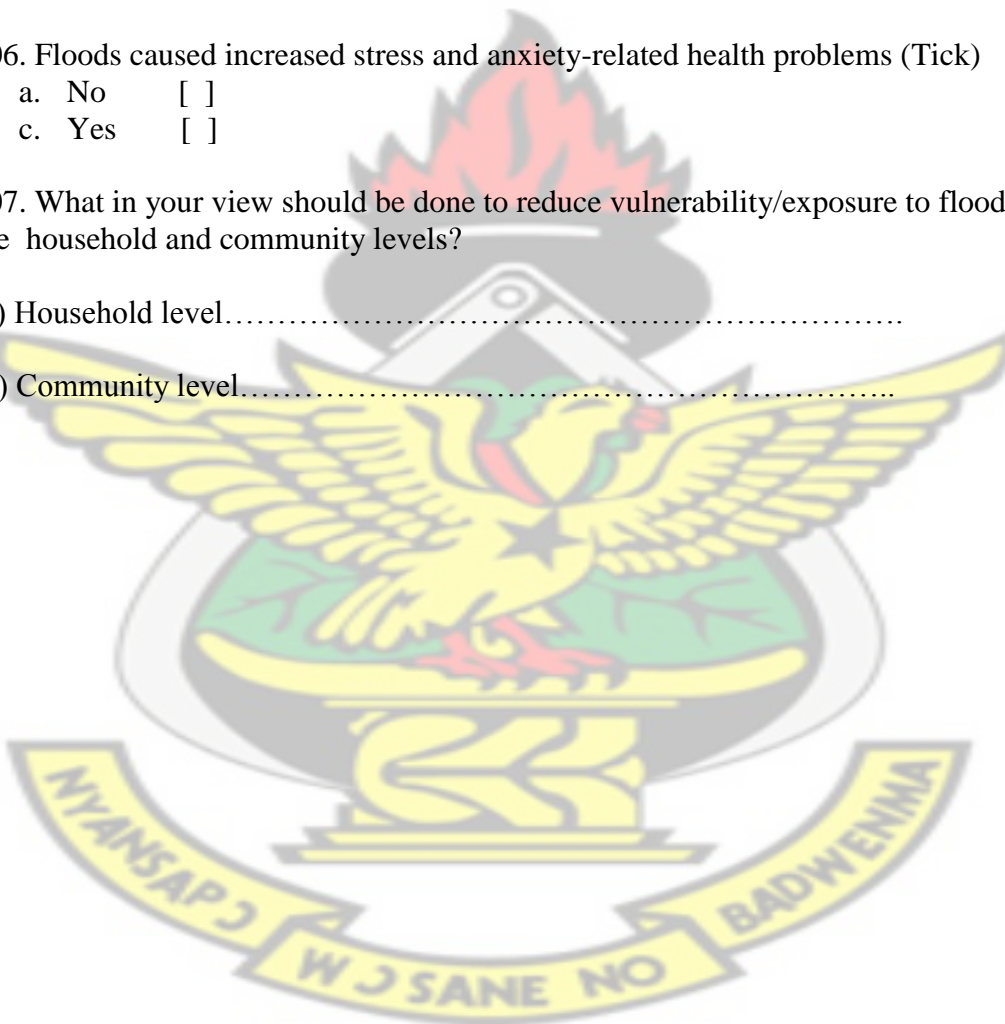 06. Floods caused increased stress and anxiety-related health problems (Tick)
a. No [ ]
c. Yes [ ]
07. What in your view should be done to reduce vulnerability/exposure to flood
e household and community levels?
) Household level…………………………………………………………….
) Community level…………………………………………………………..
NYANSAPƆ
WƆSANE NO
BADWENMA